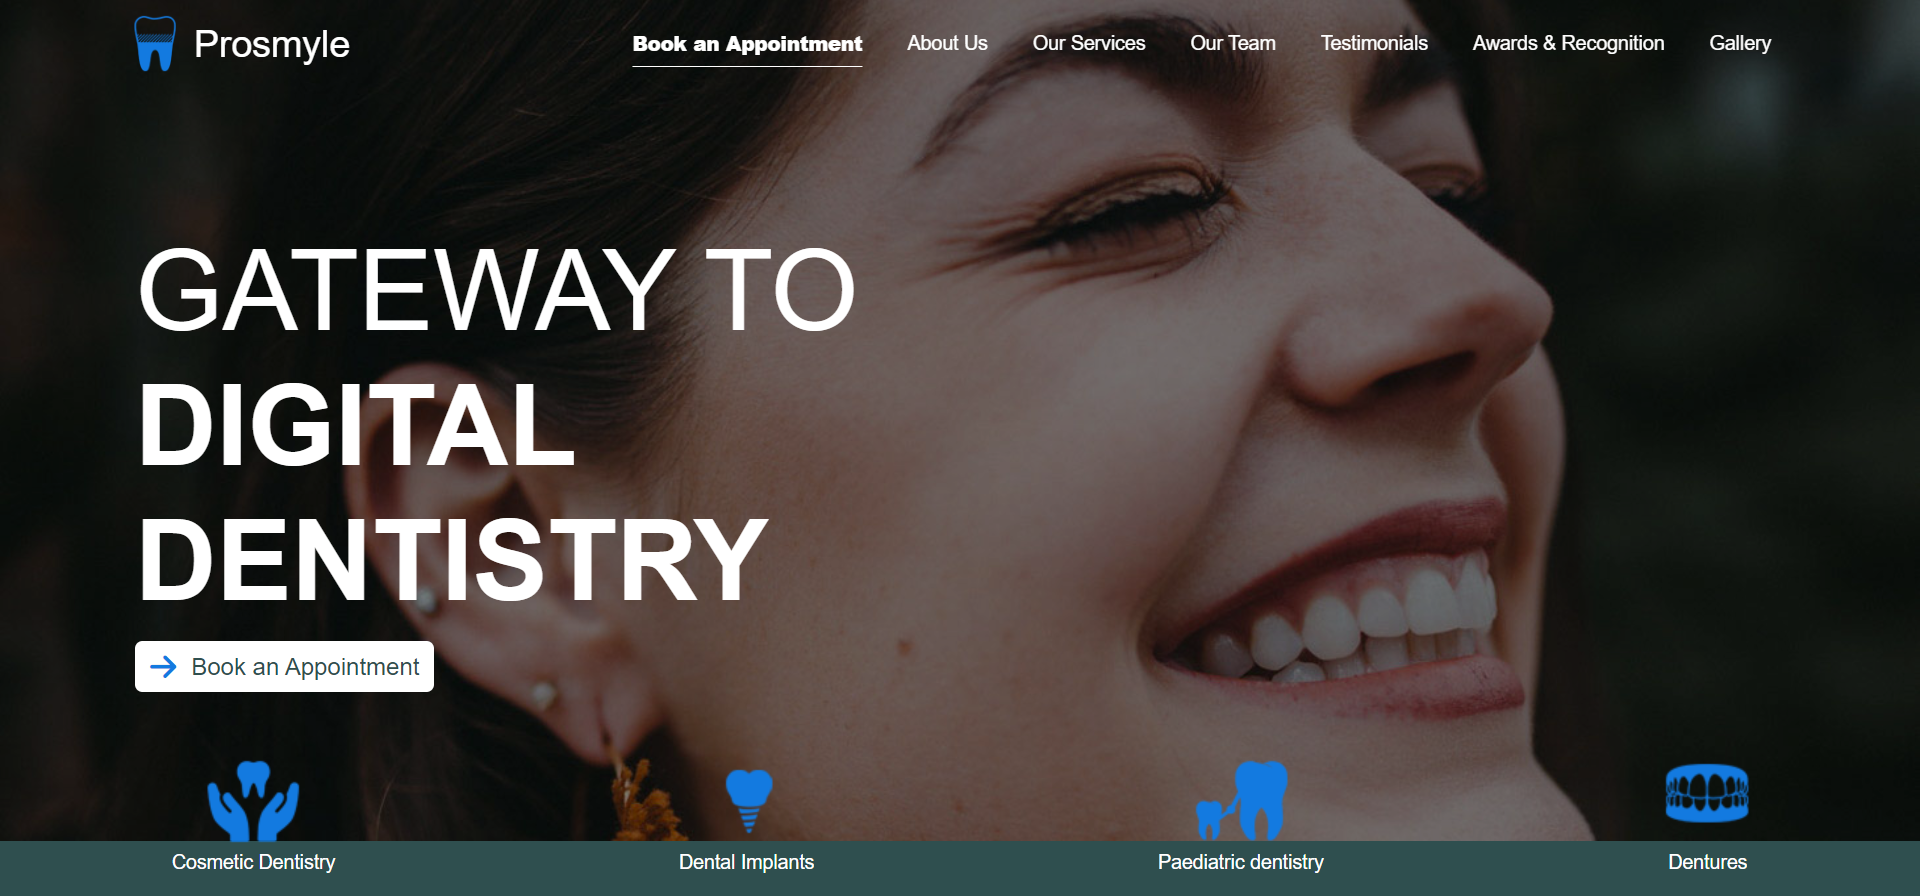 Prosmyle
Book an Appointment
About Us
Our Services
Our Team
Testimonials
Awards & Recognition
Gallery
GATEWAY TO
DIGITAL
DENTISTRY
Book an Appointment
Cosmetic Dentistry
Dental Implants
Paediatric dentistry
Dentures